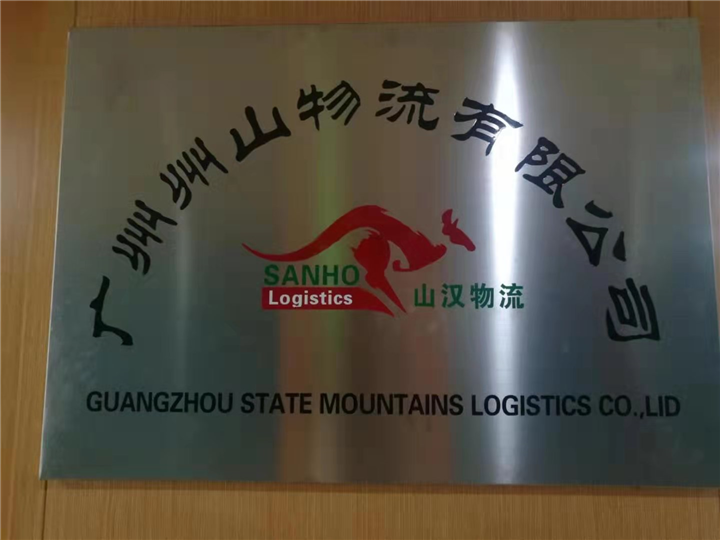 广州州山物流有限公司
SANHO
Logistics
山汉物流
GUANGZHOU STATE MOUNTAINS LOGISTICS CO.,LID